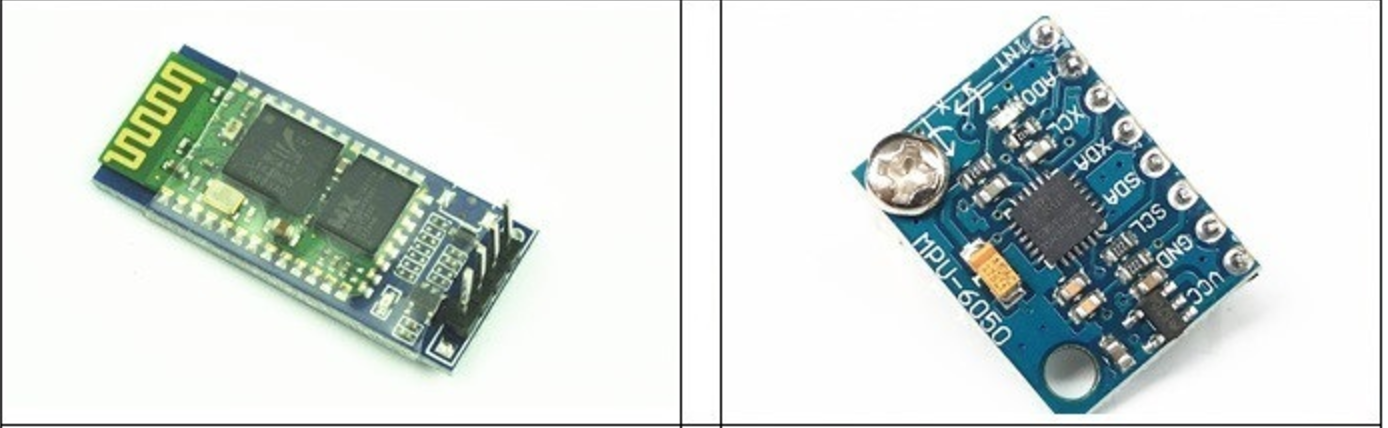 INT
AD0
XCL
XDA
SDA
SCL
GND
VCC
MPU-6050